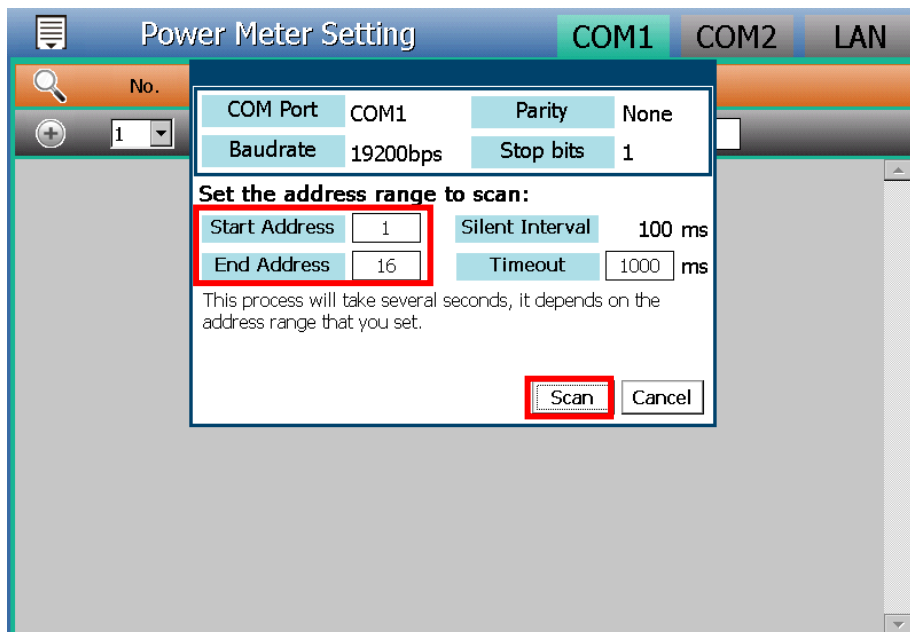 Power Meter Setting COM1 COM2 LAN
No.
1
COM Port COM1 Parity None
Baudrate 19200bps Stop bits 1
Set the address range to scan:
Start Address 1 Silent Interval 100 ms
End Address 16 Timeout 1000 ms
This process will take several seconds, it depends on the
address range that you set.
Scan Cancel